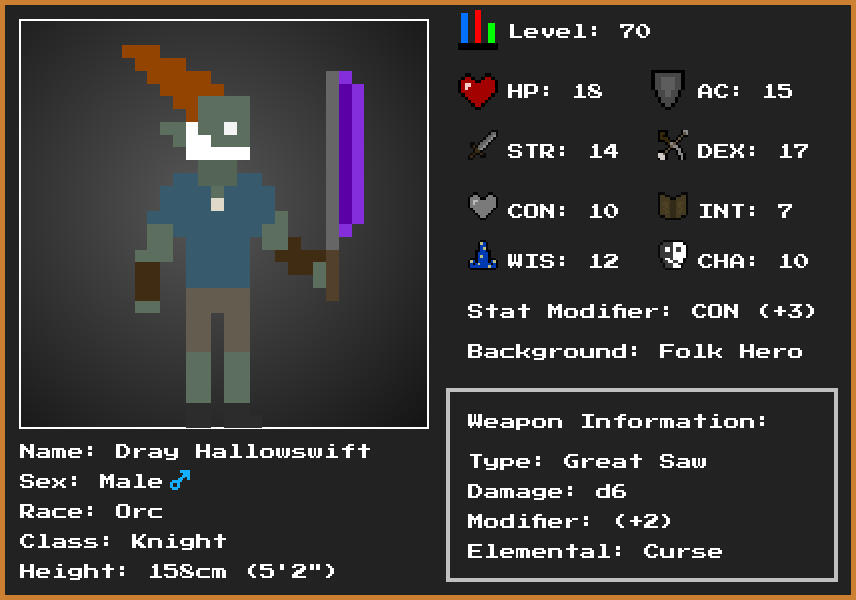 Level: 70
HP: 18
AC: 15
STR: 14
DEX: 17
CON: 10
INT: 7
WIS: 12
CHA: 10
Stat Modifier: CON (+3)
Background: Folk Hero
Weapon Information:
Type: Great Saw
Damage: d6
Modifier: (+2)
Elemental: Curse
Name: Dray Hallowswift
Sex: Male♂
Race: Orc
Class: Knight
Height: 158cm (5'2")